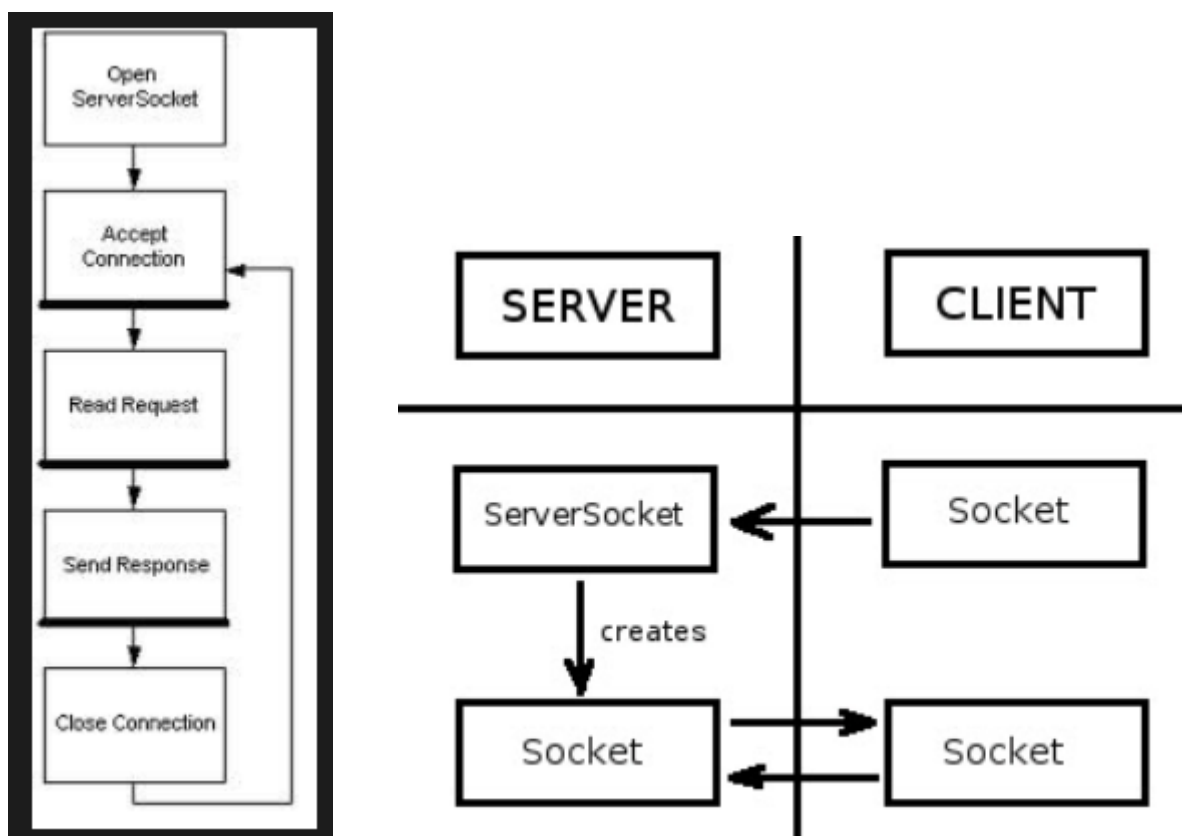 Open
ServerSocket
Accept
Connection
Read Request
Send Response
Close Connection
SERVER
CLIENT
ServerSocket
Socket
creates
Socket
Socket